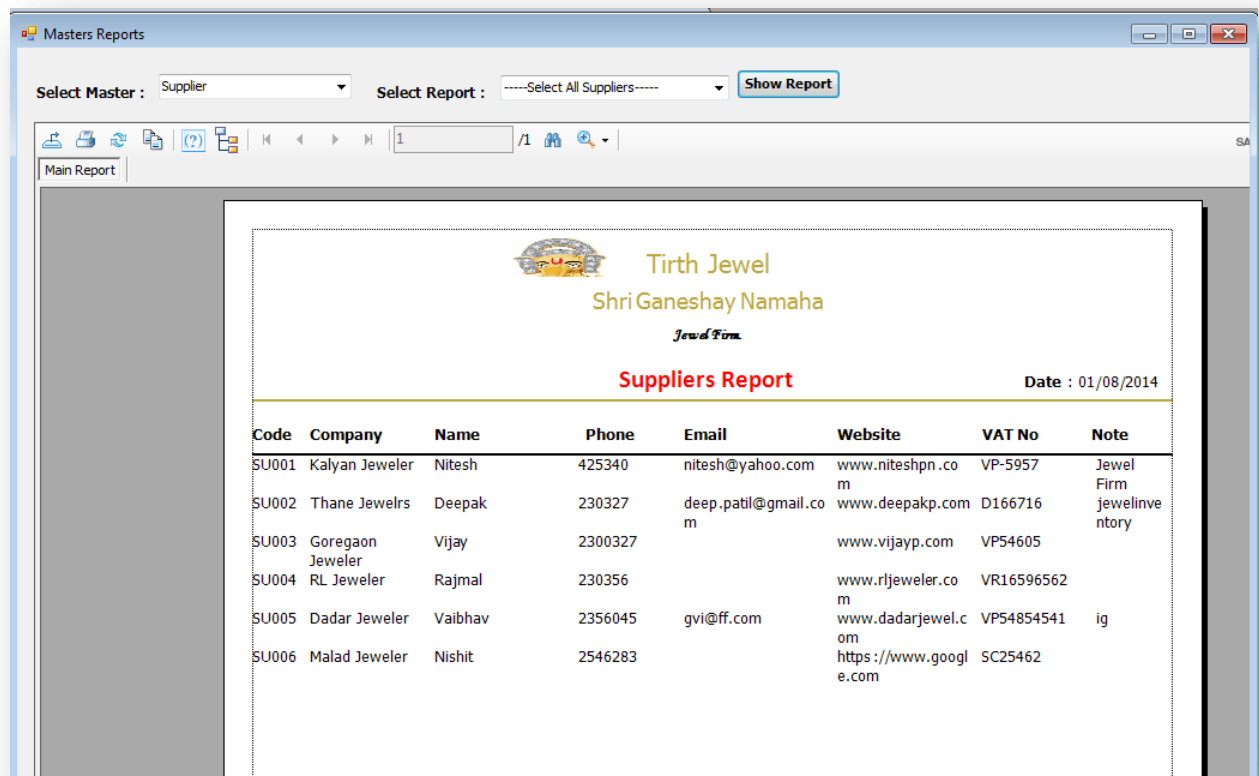 Masters Reports
Select Master : Supplier Select Report : -----Select All Suppliers----- Show Report
1 /1 SA
Main Report
Tirth Jewel
Shri Ganeshay Namaha
Jewel Firm
Suppliers Report Date : 01/08/2014
Code Company Name Phone Email Website VAT No Note
SU001 Kalyan Jeweler Nitesh 425340 nitesh@yahoo.com www.niteshpn.co VP-5957 Jewel
m Firm
SU002 Thane Jewelrs Deepak 230327 deep.patil@gmail.co www.deepakp.com D166716 jewelinve
m ntory
SU003 Goregaon Vijay 2300327 www.vijayp.com VP54605
Jeweler
SU004 RL Jeweler Rajmal 230356 www.rljeweler.co VR16596562
m
SU005 Dadar Jeweler Vaibhav 2356045 gvi@ff.com www.dadarjewel.c VP54854541 ig
om
SU006 Malad Jeweler Nishit 2546283 https://www.googl SC25462
e.com